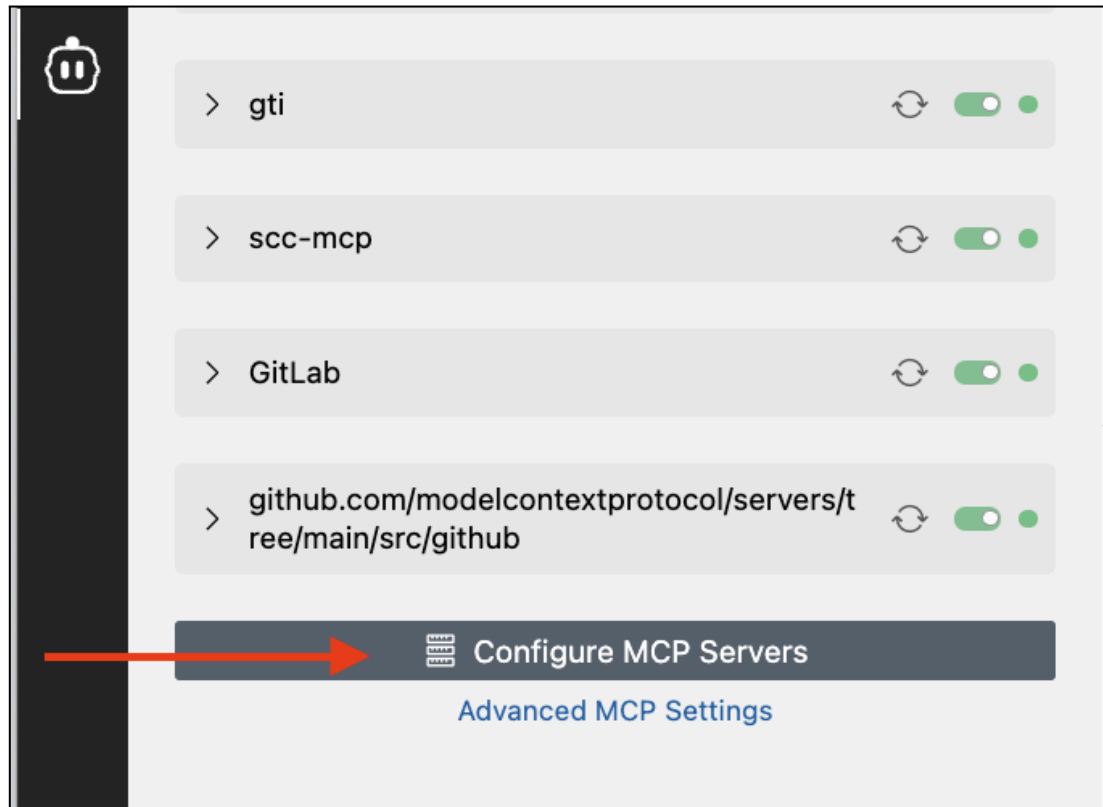 gti
scc-mcp
GitLab
github.com/modelcontextprotocol/servers/t
ree/main/src/github
Configure MCP Servers
Advanced MCP Settings